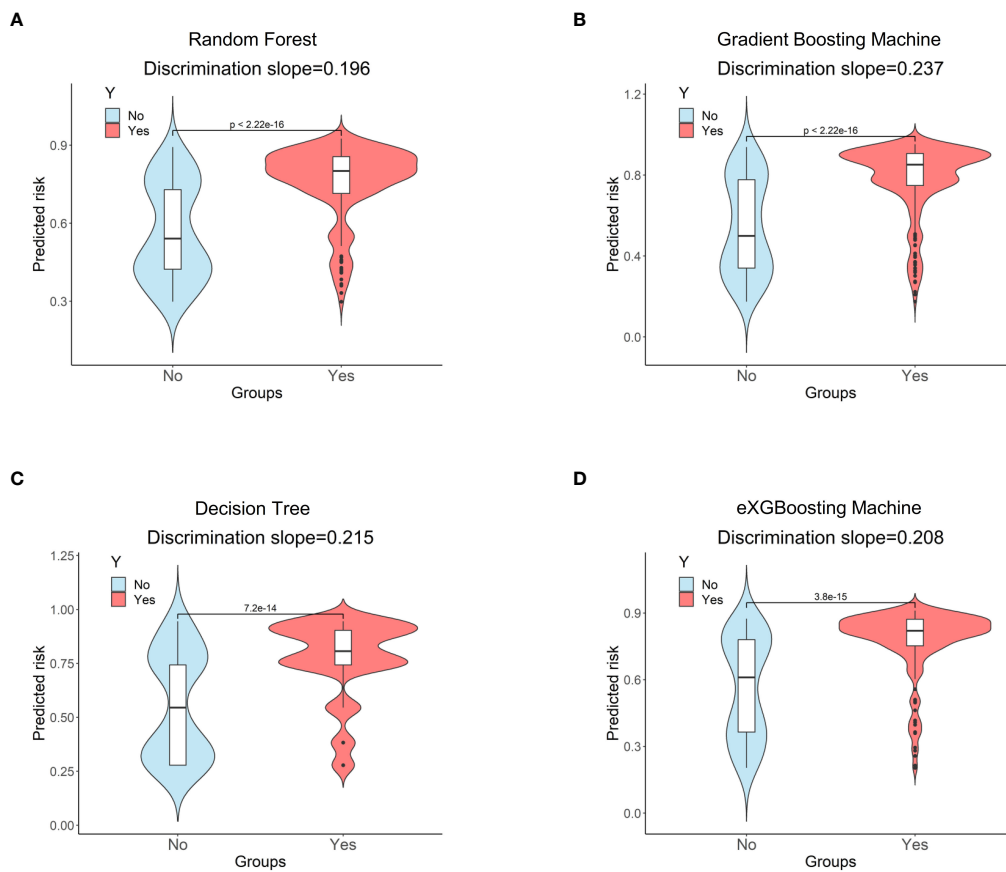 A
Random Forest
Discrimination slope=0.196
Y
No
Yes
p < 2.22e-16
0.9
0.6
0.3
Predicted risk
No
Yes
Groups
B
Gradient Boosting Machine
Discrimination slope=0.237
Y
No
Yes
p < 2.22e-16
1.2
0.8
0.4
0.0
Predicted risk
No
Yes
Groups
C
Decision Tree
Discrimination slope=0.215
Y
No
Yes
7.2e-14
1.25
1.00
0.75
0.50
0.25
0.00
Predicted risk
No
Yes
Groups
D
eXGBoosting Machine
Discrimination slope=0.208
Y
No
Yes
3.8e-15
0.9
0.6
0.3
0.0
Predicted risk
No
Yes
Groups